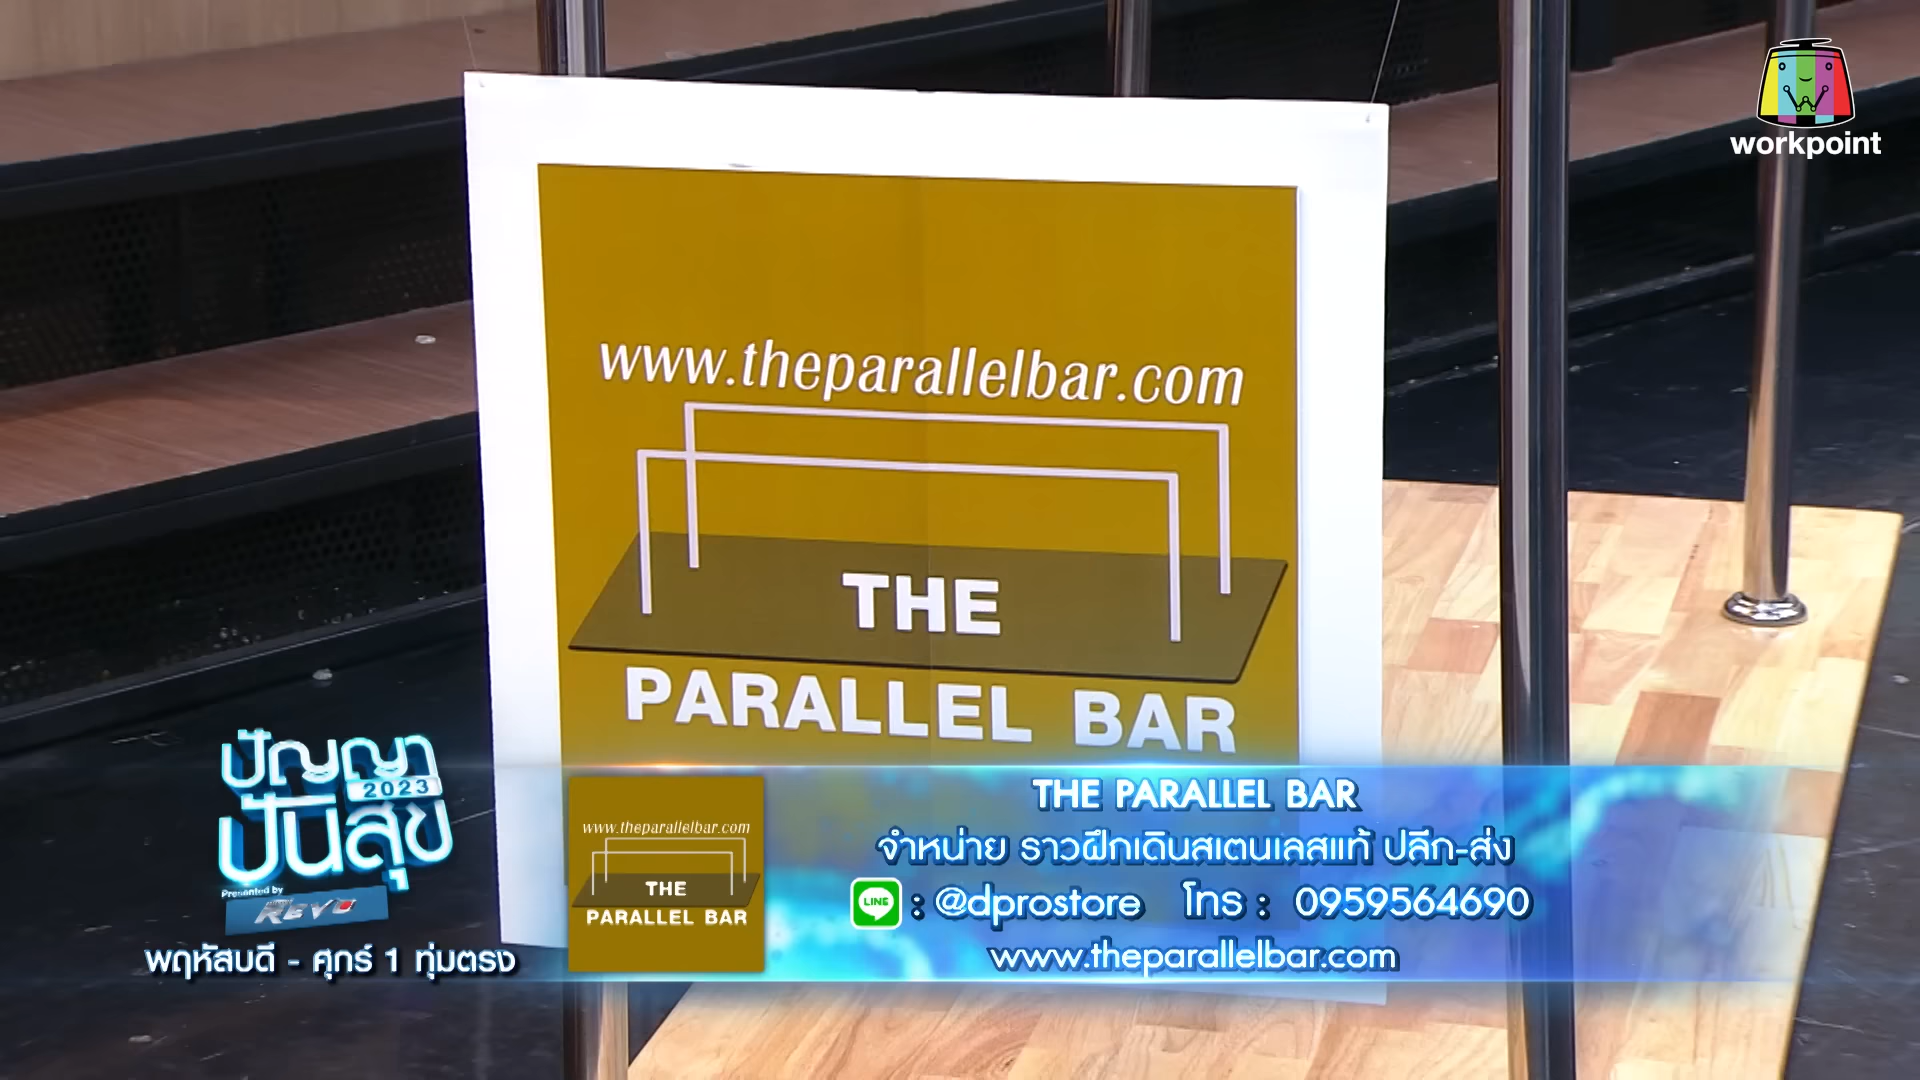 workpoint
www.theparallelbar.com
THE
PARALLEL BAR
ปัญญา
2023
ปันสุข
Presented by
REVO
พฤหัสบดี - ศุกร์ 1 ทุ่มตรง
www.theparallelbar.com
THE
PARALLEL BAR
THE PARALLEL BAR
จำหน่าย ราวฝึกเดินสเตนเลสแท้ ปลีก-ส่ง
LINE : @dprostore โทร : 0959564690
www.theparallelbar.com